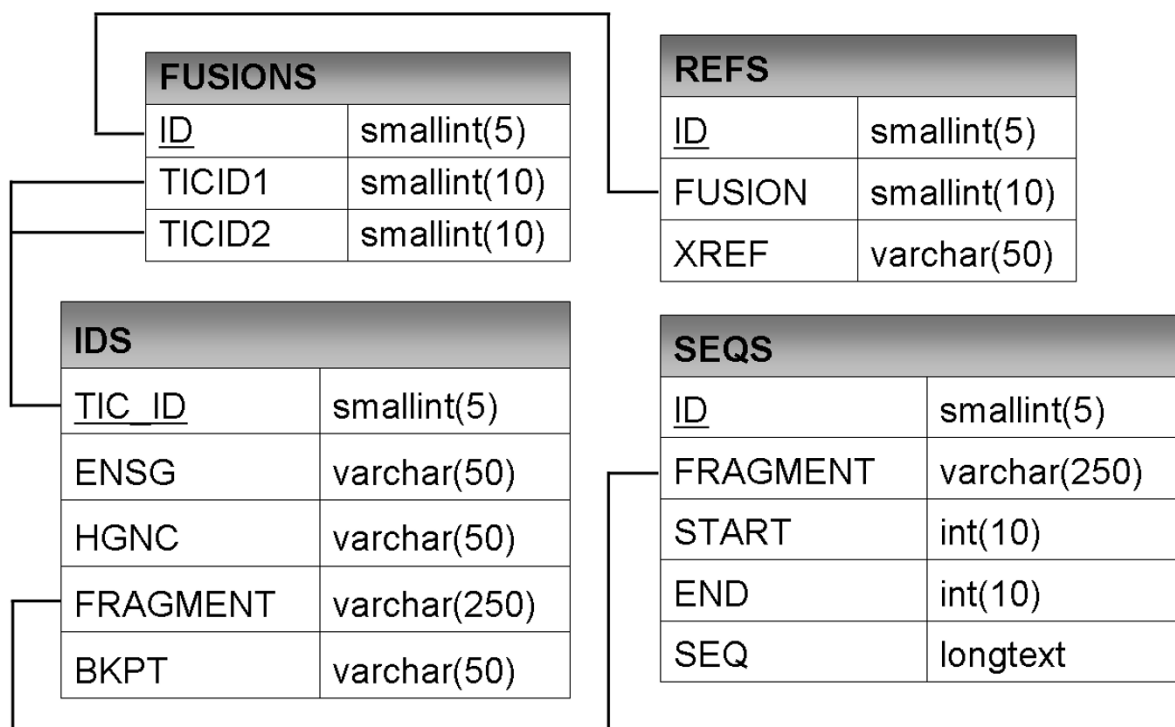 FUSIONS
ID smallint(5)
TICID1 smallint(10)
TICID2 smallint(10)
REFS
ID smallint(5)
FUSION smallint(10)
XREF varchar(50)
IDS
TIC_ID smallint(5)
ENSG varchar(50)
HGNC varchar(50)
FRAGMENT varchar(250)
BKPT varchar(50)
SEQS
ID smallint(5)
FRAGMENT varchar(250)
START int(10)
END int(10)
SEQ longtext